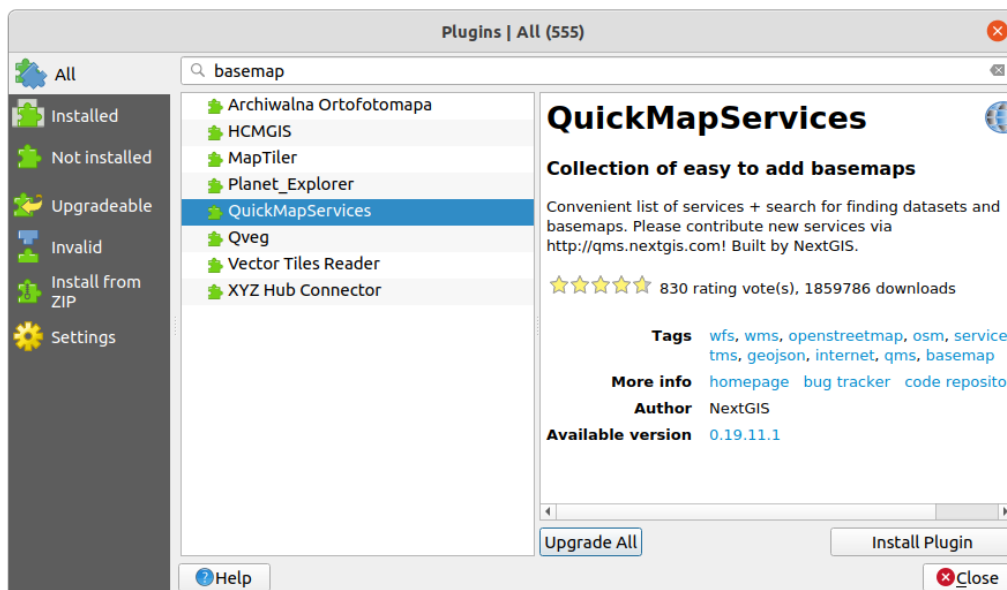 Plugins | All (555)
All
Installed
Not installed
Upgradeable
Invalid
Install from
ZIP
Settings
basemap
Archiwalna Ortofotomapa
HCMGIS
MapTiler
Planet_Explorer
QuickMapServices
Qveg
Vector Tiles Reader
XYZ Hub Connector
QuickMapServices
Collection of easy to add basemaps
Convenient list of services + search for finding datasets and
basemaps. Please contribute new services via
http://qms.nextgis.com! Built by NextGIS.
830 rating vote(s), 1859786 downloads
Tags wfs, wms, openstreetmap, osm, service
tms, geojson, internet, qms, basemap
More info homepage bug tracker code reposito
Author NextGIS
Available version 0.19.11.1
Upgrade All
Install Plugin
Help
Close